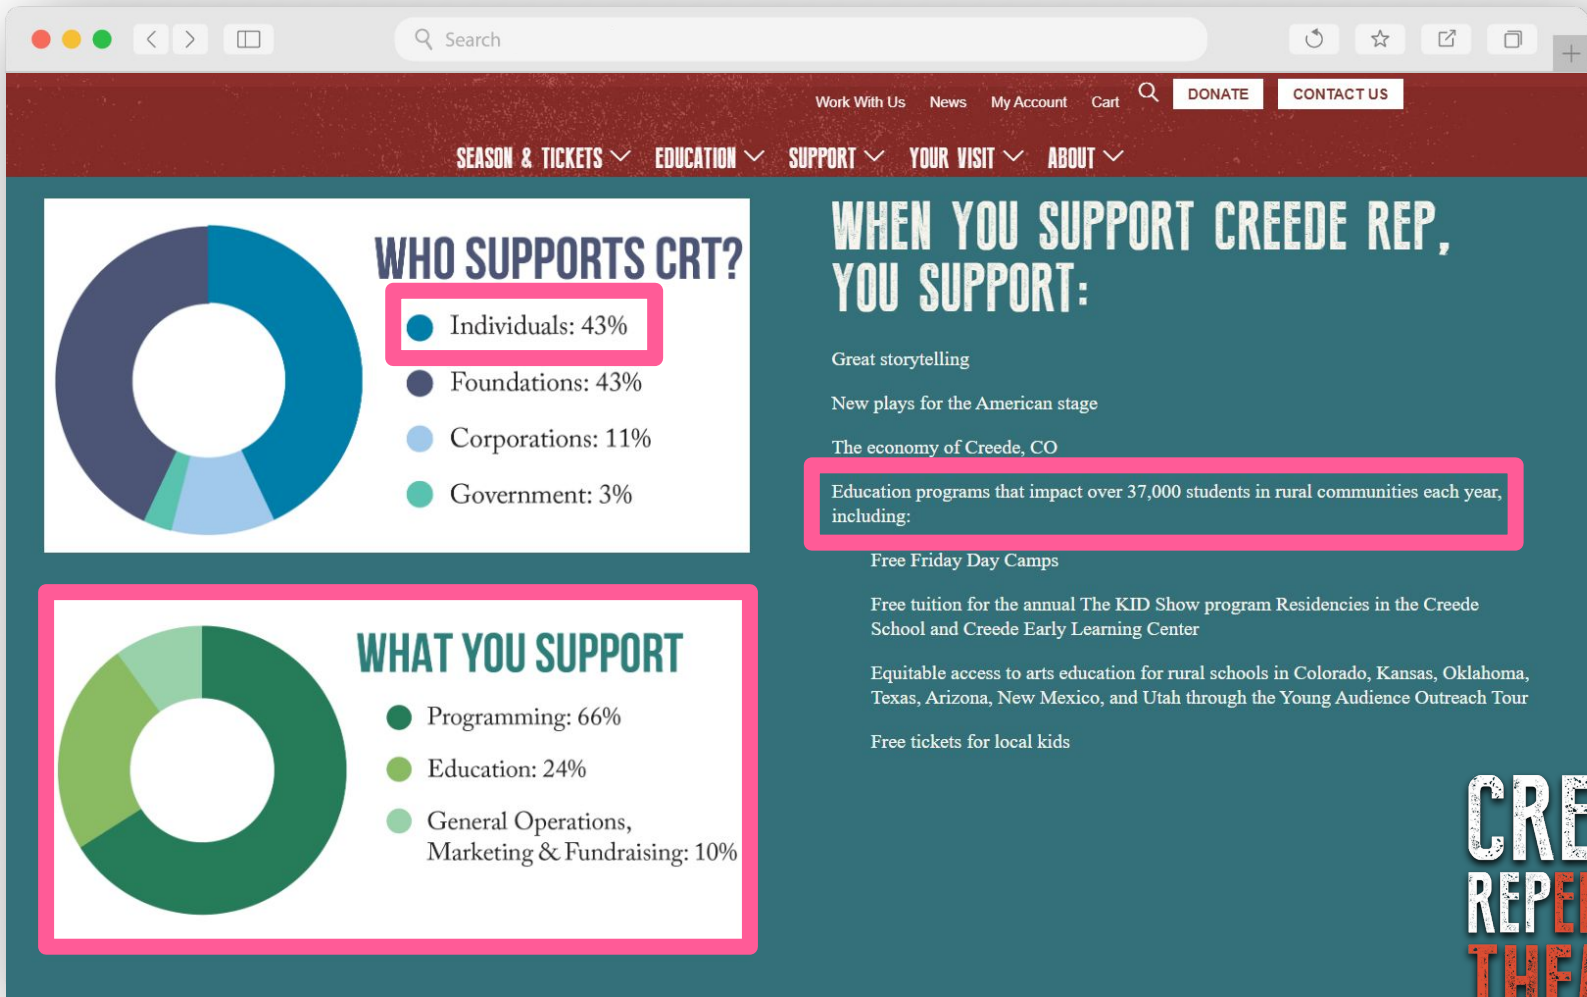 Search
Work With Us News My Account Cart DONATE CONTACT US
SEASON & TICKETS EDUCATION SUPPORT YOUR VISIT ABOUT
WHO SUPPORTS CRT?
Individuals: 43%
Foundations: 43%
Corporations: 11%
Government: 3%
WHAT YOU SUPPORT
Programming: 66%
Education: 24%
General Operations,
Marketing & Fundraising: 10%
WHEN YOU SUPPORT CREEDE REP,
YOU SUPPORT:
Great storytelling
New plays for the American stage
The economy of Creede, CO
Education programs that impact over 37,000 students in rural communities each year,
including:
Free Friday Day Camps
Free tuition for the annual The KID Show program Residencies in the Creede
School and Creede Early Learning Center
Equitable access to arts education for rural schools in Colorado, Kansas, Oklahoma,
Texas, Arizona, New Mexico, and Utah through the Young Audience Outreach Tour
Free tickets for local kids